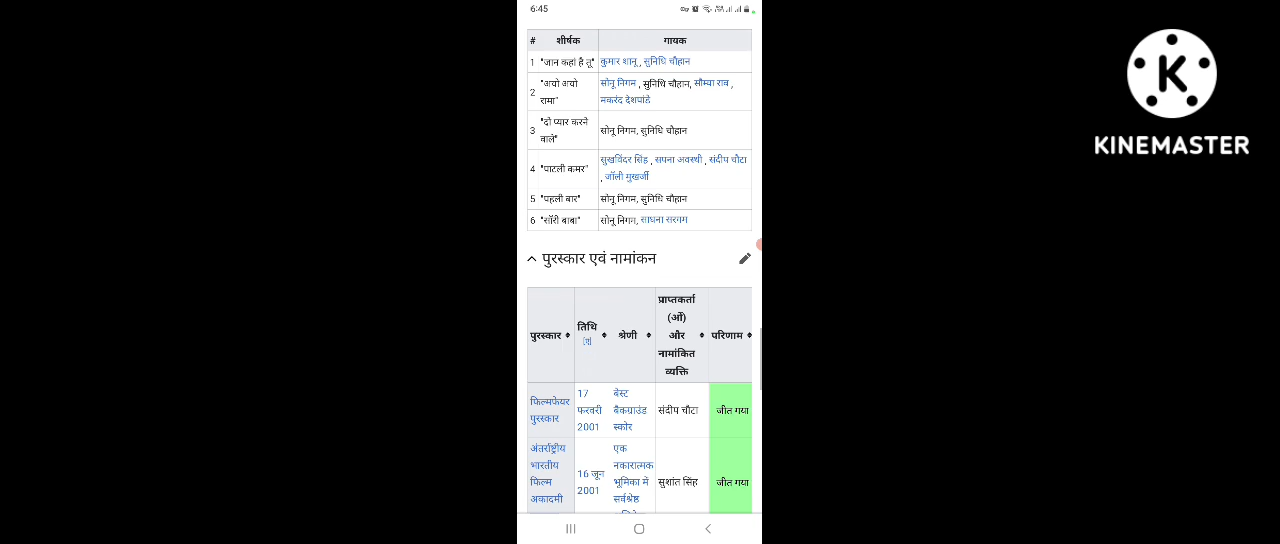 6:45
# शीर्षक गायक
1 "जान कहां है तू" कुमार शानू , सुनिधि चौहान
2 "अयो अयो रामा" सोनू निगम , सुनिधि चौहान, सौम्या राव , मकरंद देशपांडे
3 "दो प्यार करने वाले" सोनू निगम, सुनिधि चौहान
4 "पाटली कमर" सुखविंदर सिंह , सपना अवस्थी , संदीप चौटा , जॉली मुखर्जी
5 "पहली बार" सोनू निगम, सुनिधि चौहान
6 "सॉरी बाबा" सोनू निगम, साधना सरगम
पुरस्कार एवं नामांकन
पुरस्कार तिथि [ए] श्रेणी प्राप्तकर्ता (ओं) और नामांकित व्यक्ति परिणाम
फिल्मफेयर पुरस्कार 17 फरवरी 2001 बेस्ट बैकग्राउंड स्कोर संदीप चौटा जीत गया
अंतर्राष्ट्रीय भारतीय फिल्म अकादमी 16 जून 2001 एक नकारात्मक भूमिका में सर्वश्रेष्ठ सुशांत सिंह जीत गया
K
KINEMASTER